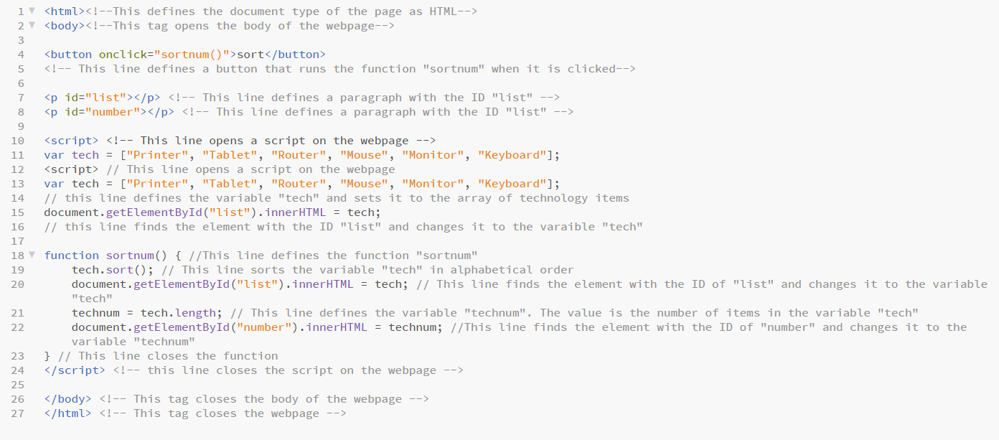 1 <html><!--This defines the document type of the page as HTML-->
2 <body><!--This tag opens the body of the webpage-->
3
4 <button onclick="sortnum()">sort</button>
5 <!-- This line defines a button that runs the function "sortnum" when it is clicked-->
6
7 <p id="list"></p> <!-- This line defines a paragraph with the ID "list" -->
8 <p id="number"></p> <!-- This line defines a paragraph with the ID "list" -->
9
10 <script> <!-- This line opens a script on the webpage -->
11 var tech = ["Printer", "Tablet", "Router", "Mouse", "Monitor", "Keyboard"];
12 <script> // This line opens a script on the webpage
13 var tech = ["Printer", "Tablet", "Router", "Mouse", "Monitor", "Keyboard"];
14 // this line defines the variable "tech" and sets it to the array of technology items
15 document.getElementById("list").innerHTML = tech;
16 // this line finds the element with the ID "list" and changes it to the varaible "tech"
17
18 function sortnum() { //This line defines the function "sortnum"
19 tech.sort(); // This line sorts the variable "tech" in alphabetical order
20 document.getElementById("list").innerHTML = tech; // This line finds the element with the ID of "list" and changes it to the variable
"tech"
21 technum = tech.length; // This line defines the variable "technum". The value is the number of items in the variable "tech"
22 document.getElementById("number").innerHTML = technum; //This line finds the element with the ID of "number" and changes it to the
variable "technum"
23 } // This line closes the function
24 </script> <!-- this line closes the script on the webpage -->
25
26 </body> <!-- This tag closes the body of the webpage -->
27 </html> <!-- This tag closes the webpage -->